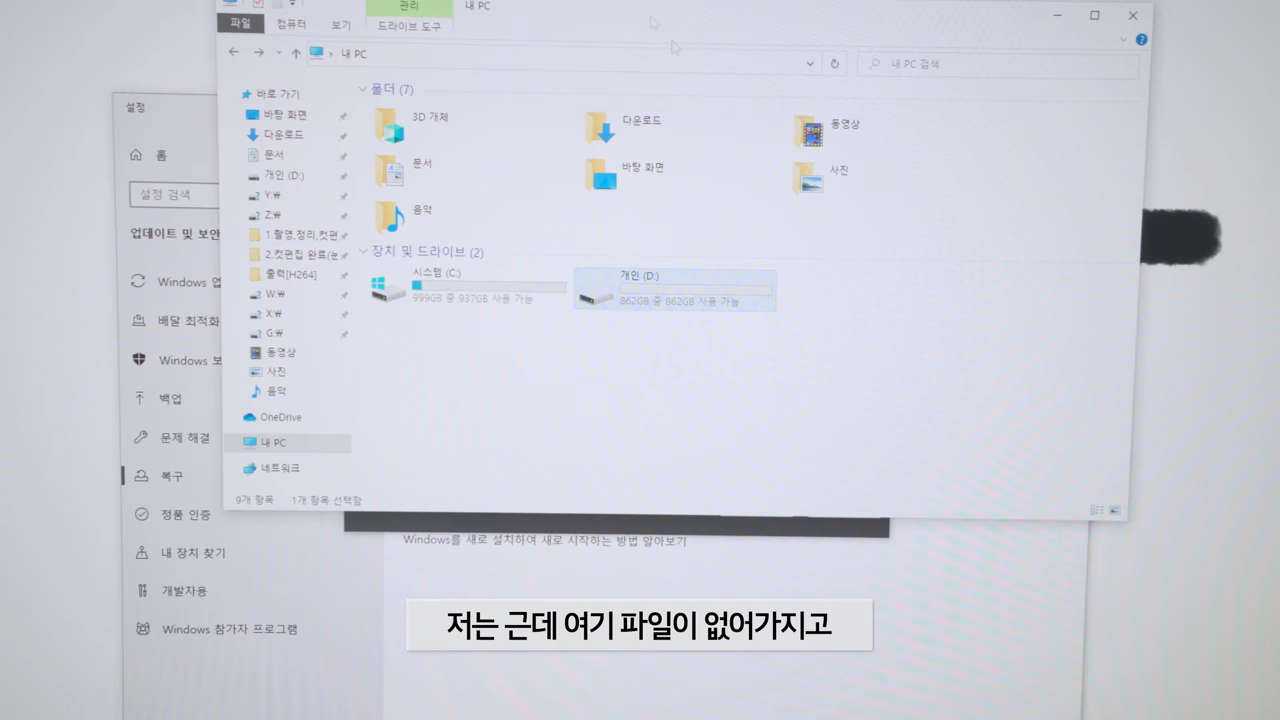 관리
내 PC
파일
컴퓨터
보기
드라이브 도구
내 PC
내 PC 검색
설정
홈
설정 검색
업데이트 및 보안
Windows 업
배달 최적화
Windows 보
백업
문제 해결
복구
정품 인증
내 장치 찾기
개발자용
Windows 참가자 프로그램
바로 가기
바탕 화면
다운로드
문서
개인 (D:)
Y:₩
Z:₩
1.촬영,정리,컷편
2.컷편집 완료(눈
출력[H264]
W:₩
X:₩
G:₩
동영상
사진
음악
OneDrive
내 PC
네트워크
9개 항목
1개 항목 선택함
폴더 (7)
3D 개체
다운로드
동영상
문서
바탕 화면
사진
음악
장치 및 드라이브 (2)
시스템 (C:)
999GB 중 937GB 사용 가능
개인 (D:)
862GB 중 862GB 사용 가능
Windows를 새로 설치하여 새로 시작하는 방법 알아보기
저는 근데 여기 파일이 없어가지고